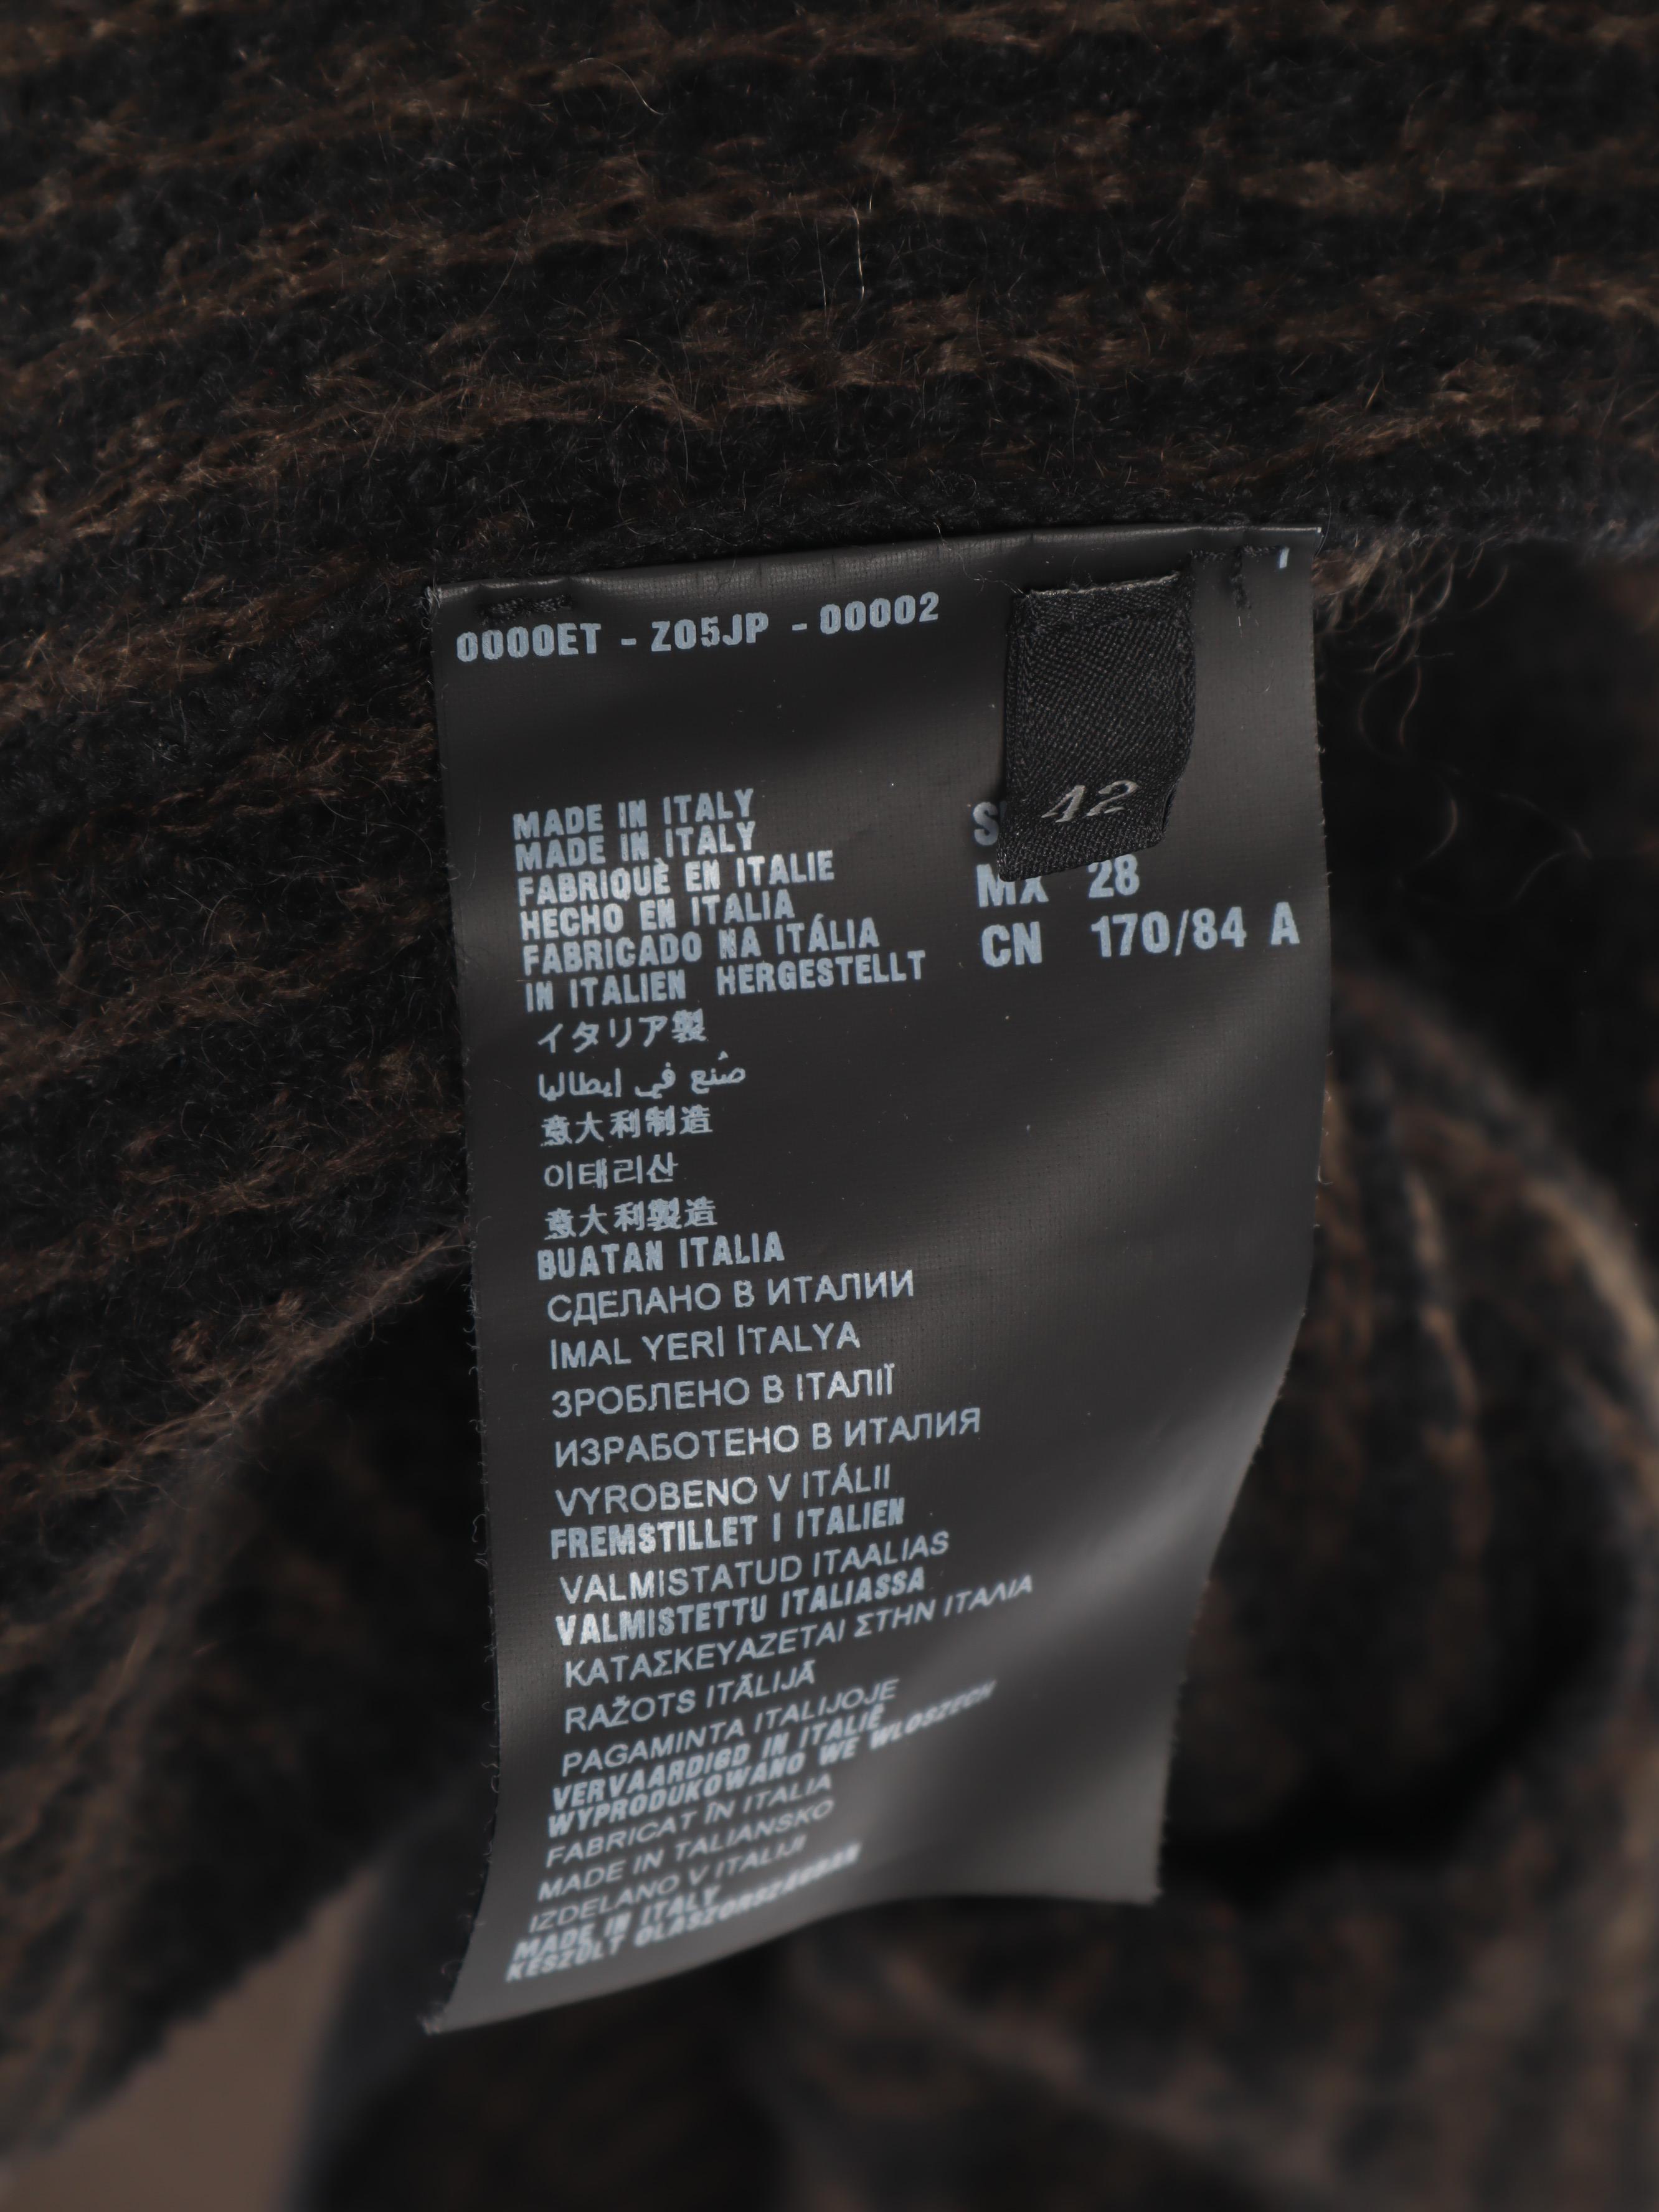 0000ET - Z05JP - 00002
42
MADE IN ITALY
MADE IN ITALY
FABRIQUÈ EN ITALIE
HECHO EN ITALIA
FABRICADO NA ITÁLIA
IN ITALIEN HERGESTELLT
MX 28
CN 170/84 A
イタリア製
صُنع في إيطاليا
意大利制造
이태리산
意大利製造
BUATAN ITALIA
СДЕЛАНО В ИТАЛИИ
İMAL YERİ İTALYA
ЗРОБЛЕНО В ІТАЛІЇ
ИЗРАБОТЕНО В ИТАЛИЯ
VYROBENO V ITÁLII
FREMSTILLET I ITALIEN
VALMISTATUD ITAALIAS
VALMISTETTU ITALIASSA
ΚΑΤΑΣΚΕΥΑΖΕΤΑΙ ΣΤΗΝ ΙΤΑΛΙΑ
RAŽOTS ITĀLIJĀ
PAGAMINTA ITALIJOJE
VERVAARDIGD IN ITALIË
WYPRODUKOWANO WE WLOSZECH
FABRICAT ÎN ITALIA
MADE IN TALIANSKO
IZDELANO V ITALIJI
MADE IN ITALY
KESZÜLT OLASZORSZÁGBAN